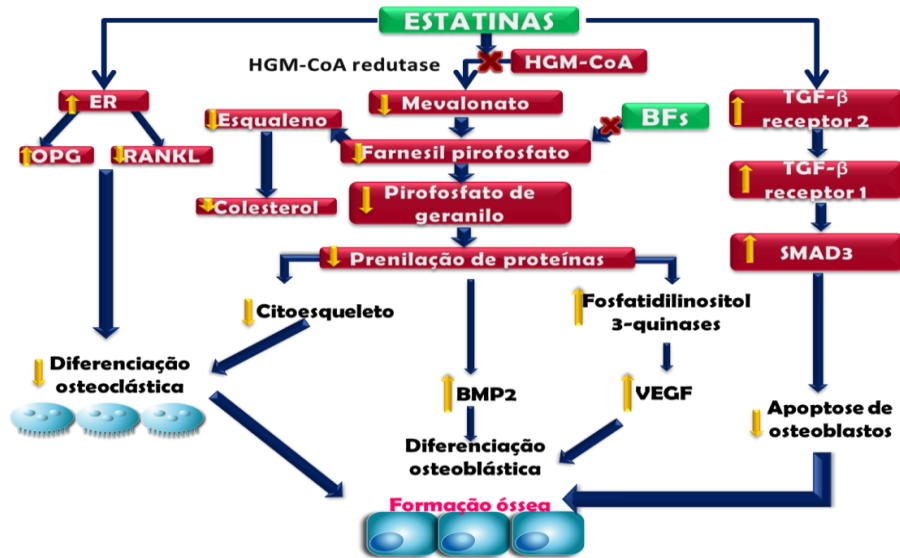 ESTATINAS
HGM-CoA redutase
HGM-CoA
ER
OPG
RANKL
Esqualeno
Colesterol
Mevalonato
BFs
Farnesil pirofosfato
Pirofosfato de
geranilo
Prenilação de proteínas
TGF-β
receptor 2
TGF-β
receptor 1
SMAD3
Citoesqueleto
Fosfatidilinositol
3-quinases
Diferenciação
osteoclástica
BMP2
VEGF
Apoptose de
osteoblastos
Diferenciação
osteoblástica
Formação óssea